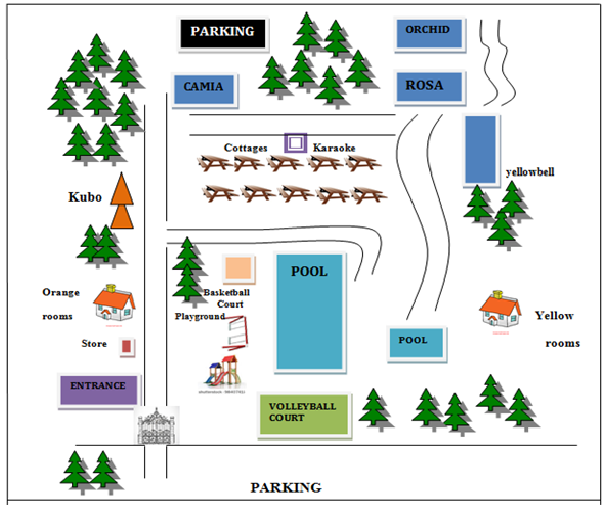 PARKING
ORCHID
CAMIA
ROSA
Cottages
Karaoke
yellowbell
Kubo
POOL
Orange
rooms
Basketball
Court
Playground
Yellow
rooms
Store
POOL
ENTRANCE
VOLLEYBALL
COURT
PARKING